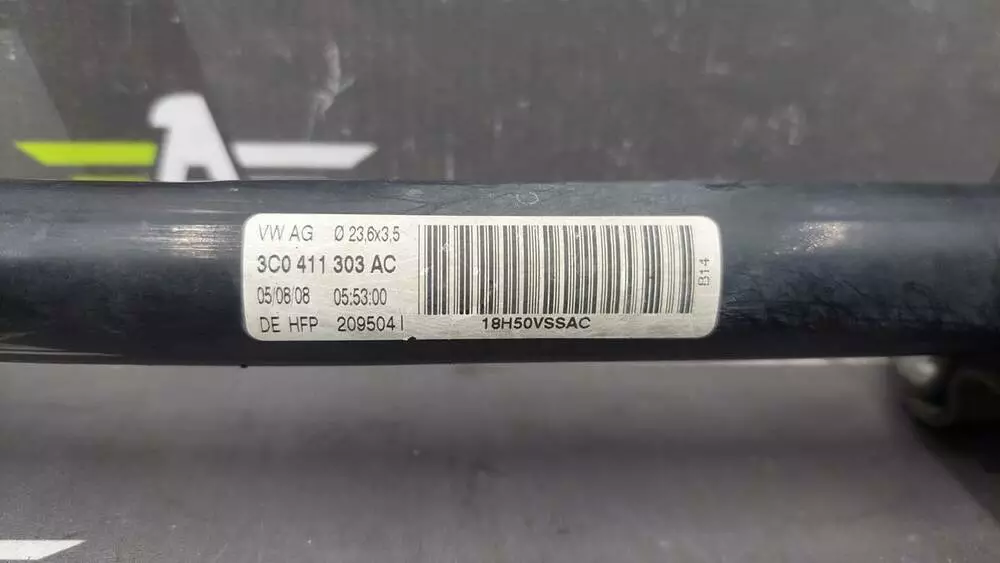 VW AG Ø 23,6x3,5
3C0 411 303 AC
05/08/08 05:53:00
DE HFP 209504 I
18H50VSSAC
B14